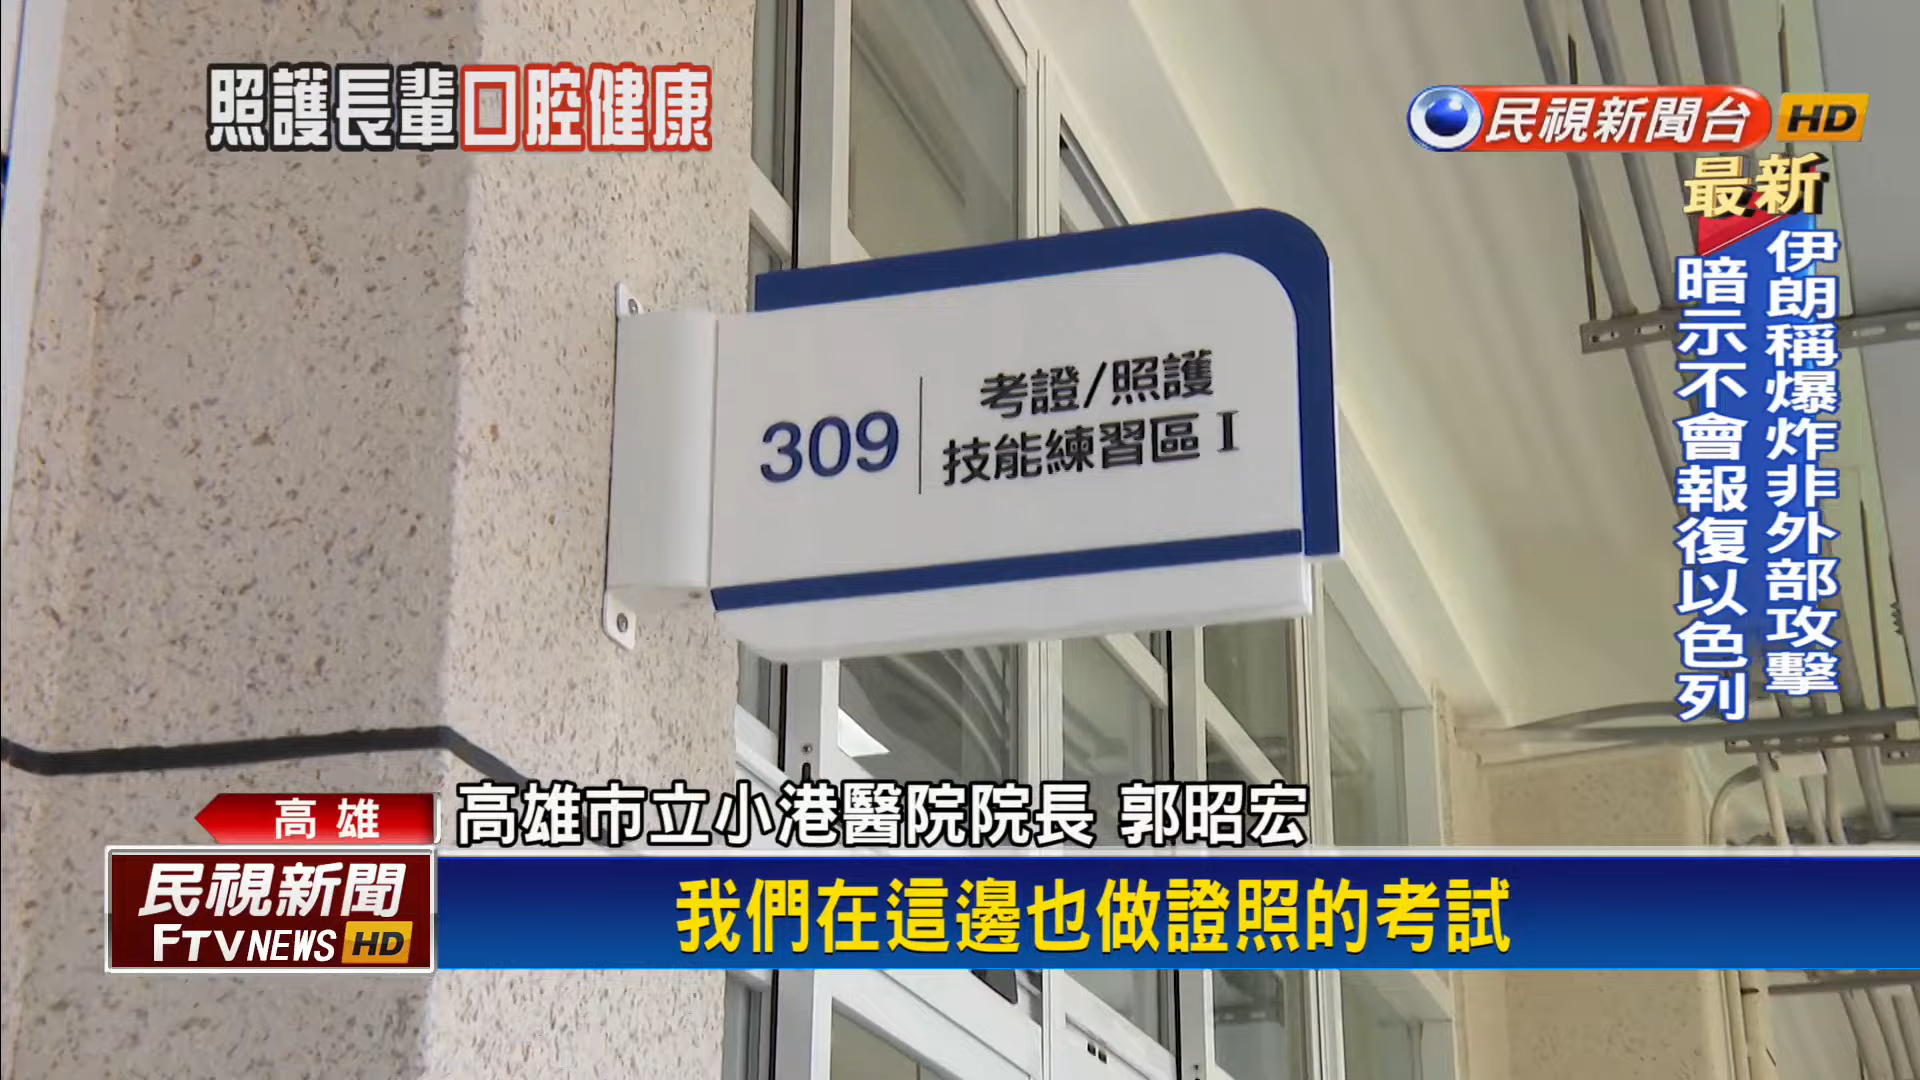 照護長輩口腔健康
民視新聞台 HD
最新
伊朗稱爆炸非外部攻擊
暗示不會報復以色列
309
考證/照護
技能練習區 I
高雄
高雄市立小港醫院院長 郭昭宏
民視新聞
FTVNEWS HD
我們在這邊也做證照的考試